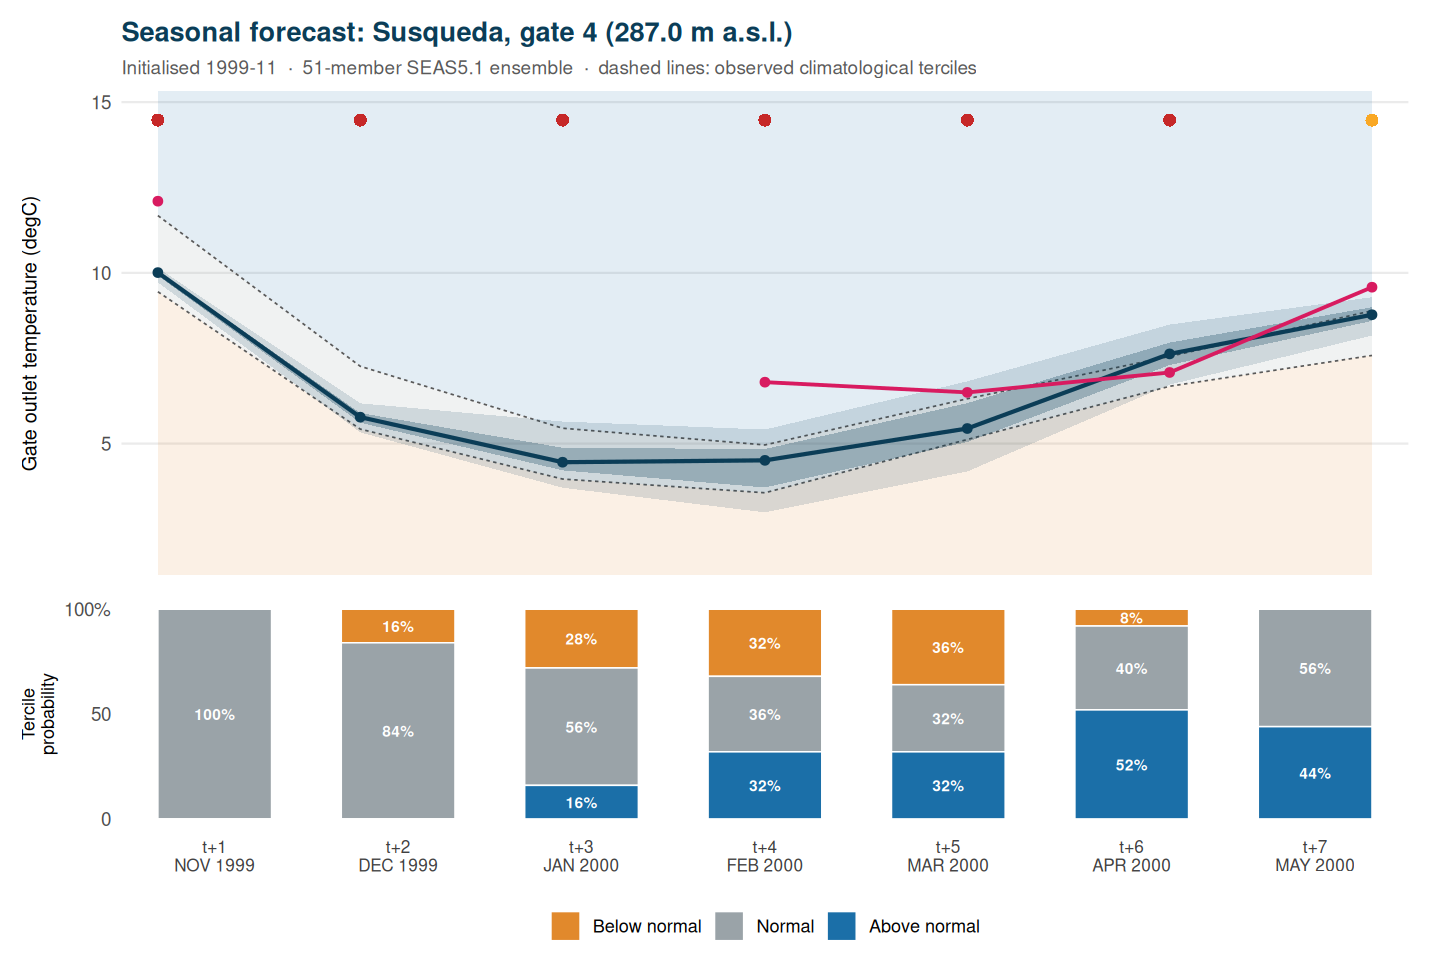 Seasonal forecast: Susqueda, gate 4 (287.0 m a.s.l.)
Initialised 1999-11 · 51-member SEAS5.1 ensemble · dashed lines: observed climatological terciles
Gate outlet temperature (degC)
15
10
5
Tercile
probability
100%
50
0
100%
16%
84%
28%
56%
16%
32%
36%
32%
36%
32%
32%
8%
40%
52%
56%
44%
t+1
NOV 1999
t+2
DEC 1999
t+3
JAN 2000
t+4
FEB 2000
t+5
MAR 2000
t+6
APR 2000
t+7
MAY 2000
Below normal
Normal
Above normal